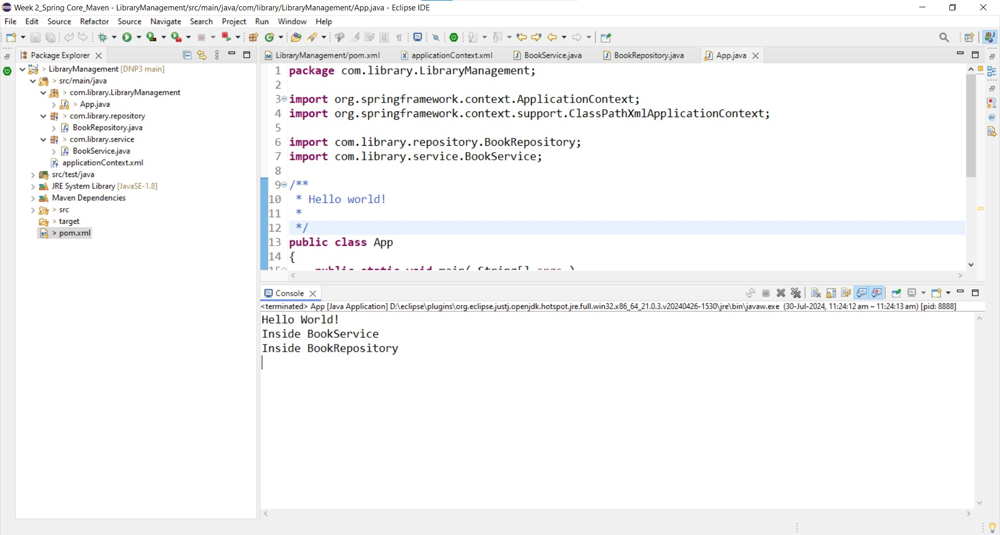 Week 2_Spring Core_Maven - LibraryManagement/src/main/java/com/library/LibraryManagement/App.java - Eclipse IDE
File Edit Source Refactor Source Navigate Search Project Run Window Help
Package Explorer
LibraryManagement/pom.xml
applicationContext.xml
BookService.java
BookRepository.java
App.java
> LibraryManagement [DNP3 main]
> src/main/java
> com.library.LibraryManagement
> App.java
> com.library.repository
BookRepository.java
> com.library.service
BookService.java
applicationContext.xml
src/test/java
JRE System Library [JavaSE-1.8]
Maven Dependencies
> src
> target
> pom.xml
1 package com.library.LibraryManagement;
2
3 import org.springframework.context.ApplicationContext;
4 import org.springframework.context.support.ClassPathXmlApplicationContext;
5
6 import com.library.repository.BookRepository;
7 import com.library.service.BookService;
8
9 /**
10 * Hello world!
11 *
12 */
13 public class App
14 {
15 public static void main( String[] args )
Console
<terminated> App [Java Application] D:\eclipse\plugins\org.eclipse.justj.openjdk.hotspot.jre.full.win32.x86_64_21.0.3.v20240426-1530\jre\bin\javaw.exe (30-Jul-2024, 11:24:12 am – 11:24:13 am) [pid: 8888]
Hello World!
Inside BookService
Inside BookRepository